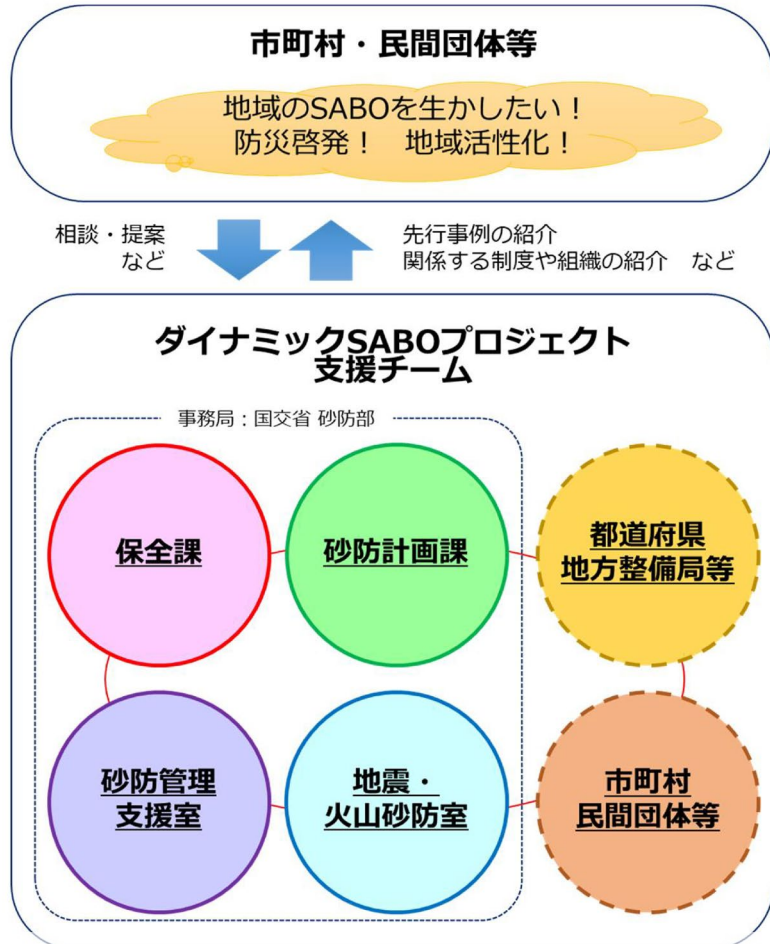 市町村・民間団体等
地域のSABOを生かしたい！
防災啓発！　地域活性化！
相談・提案
など
先行事例の紹介
関係する制度や組織の紹介　など
ダイナミックSABOプロジェクト
支援チーム
事務局：国交省 砂防部
保全課
砂防計画課
都道府県
地方整備局等
砂防管理
支援室
地震・
火山砂防室
市町村
民間団体等